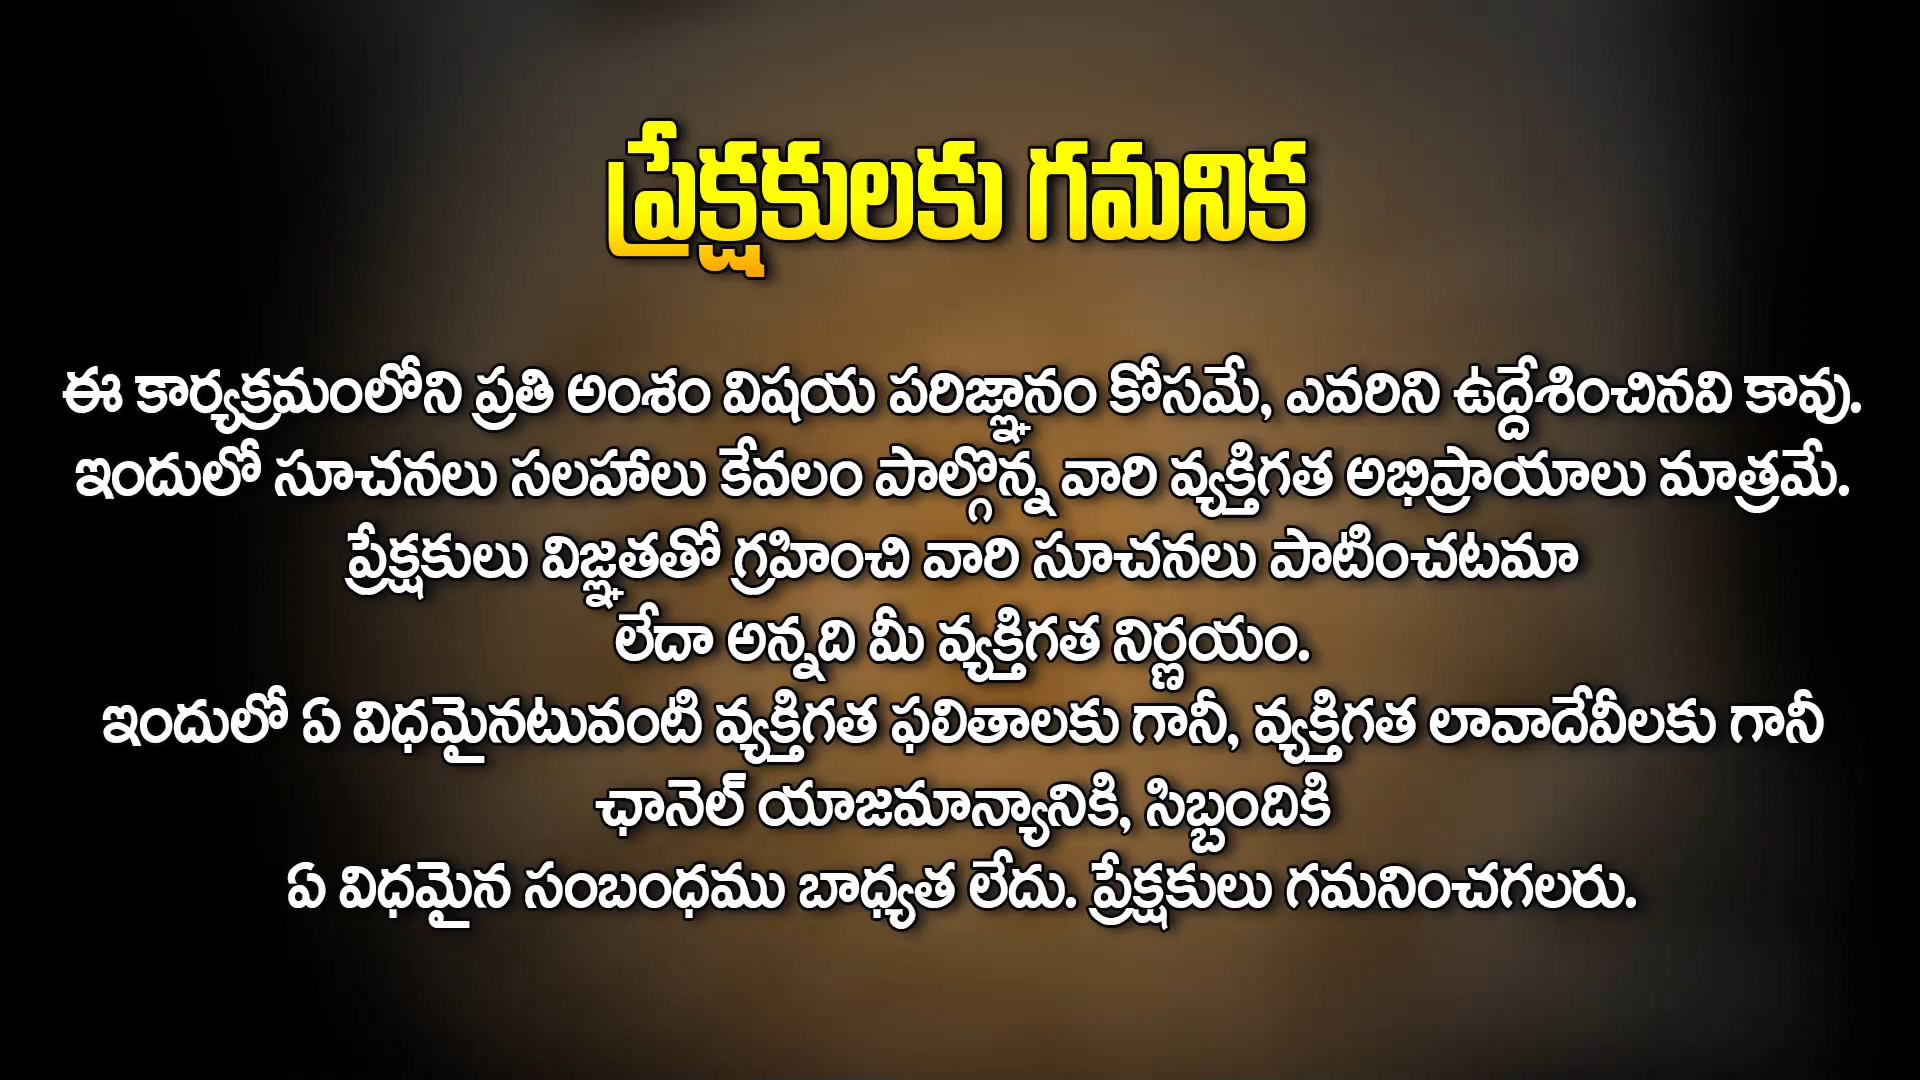 ప్రేక్షకులకు గమనిక
ఈ కార్యక్రమంలోని ప్రతి అంశం విషయ పరిజ్ఞానం కోసమే, ఎవరిని ఉద్దేశించినవి కావు.
ఇందులో సూచనలు సలహాలు కేవలం పాల్గొన్న వారి వ్యక్తిగత అభిప్రాయాలు మాత్రమే.
ప్రేక్షకులు విజ్ఞతతో గ్రహించి వారి సూచనలు పాటించటమా
లేదా అన్నది మీ వ్యక్తిగత నిర్ణయం.
ఇందులో ఏ విధమైనటువంటి వ్యక్తిగత ఫలితాలకు గానీ, వ్యక్తిగత లావాదేవీలకు గానీ
ఛానెల్ యాజమాన్యానికి, సిబ్బందికి
ఏ విధమైన సంబంధము బాధ్యత లేదు. ప్రేక్షకులు గమనించగలరు.